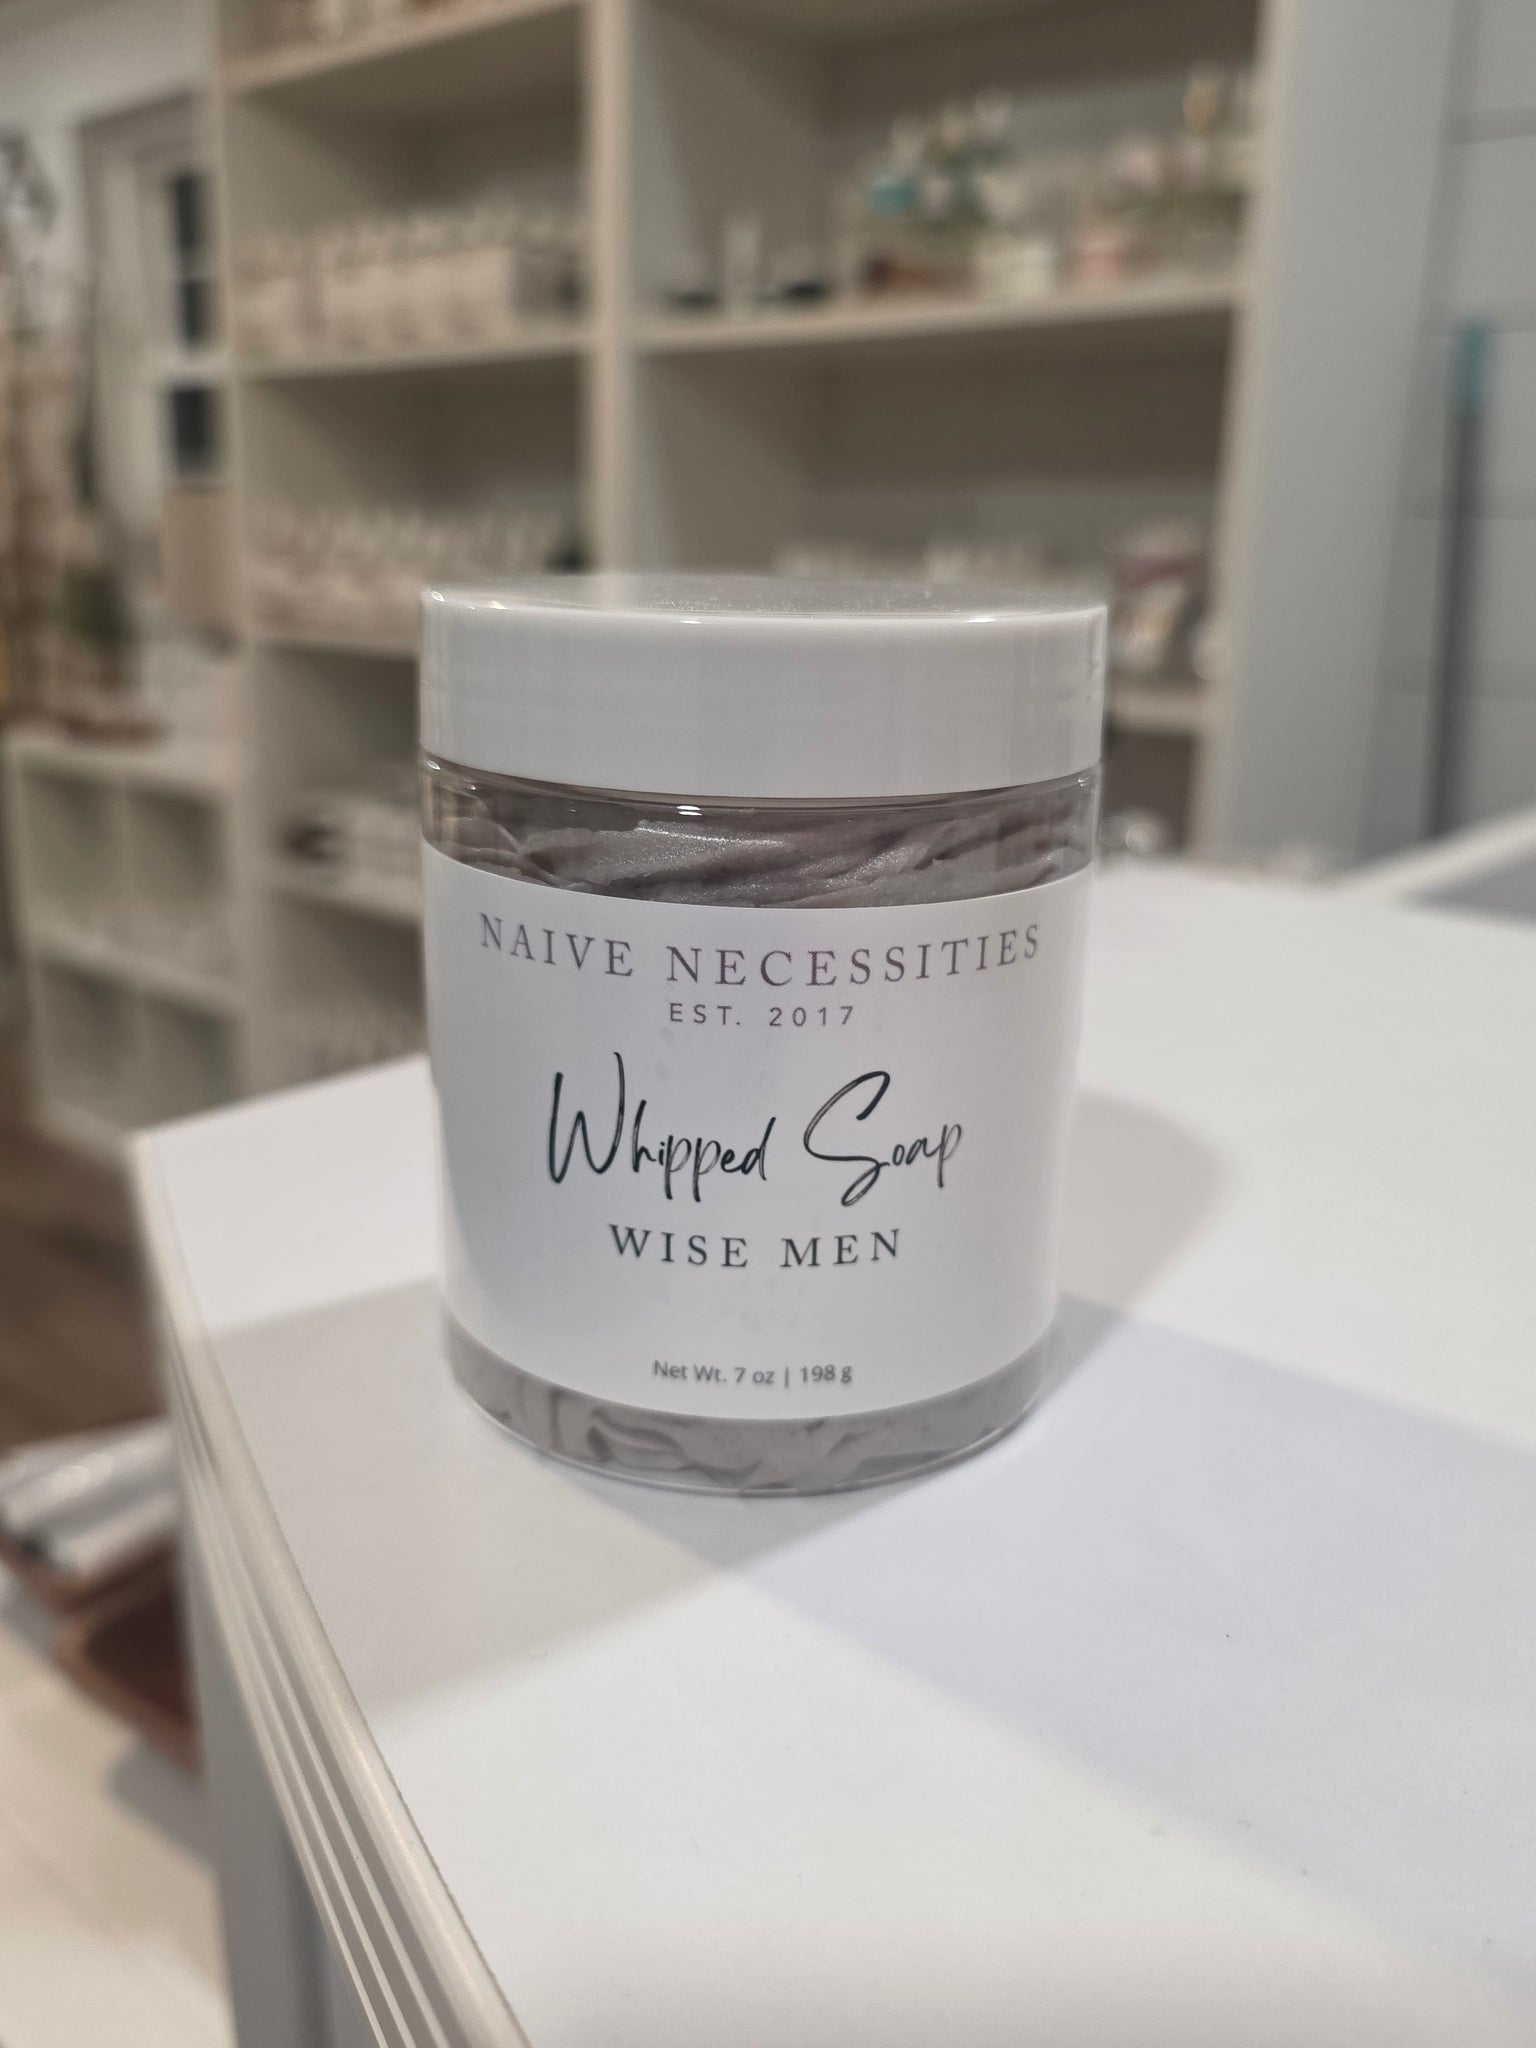 NAIVE NECESSITIES
EST. 2017
Whipped Soap
WISE MEN
Net Wt. 7 oz | 198 g